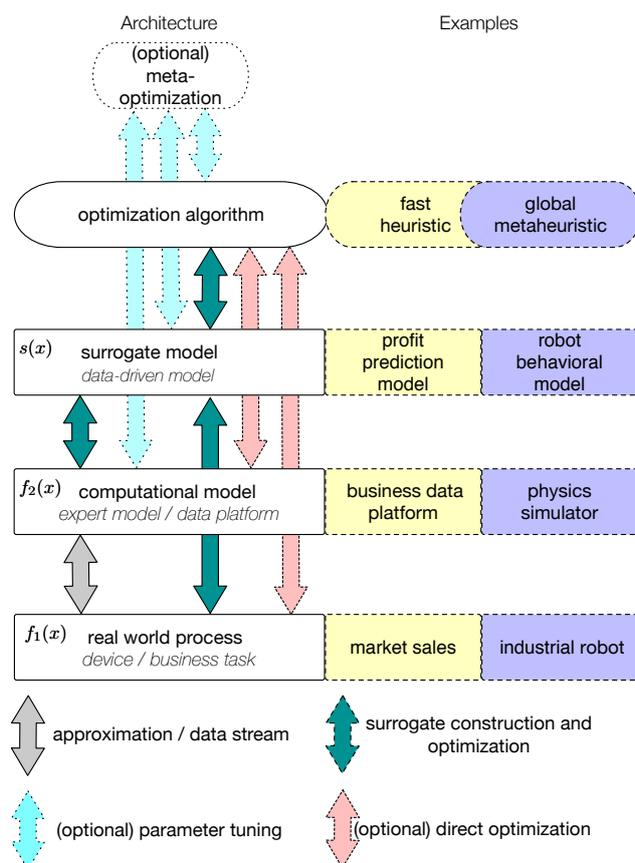 Architecture
Examples
(optional)
meta-
optimization
optimization algorithm
fast
heuristic
global
metaheuristic
s(x)
surrogate model
data-driven model
profit
prediction
model
robot
behavioral
model
f₂(x)
computational model
expert model / data platform
business data
platform
physics
simulator
f₁(x)
real world process
device / business task
market sales
industrial robot
approximation / data stream
surrogate construction and
optimization
(optional) parameter tuning
(optional) direct optimization